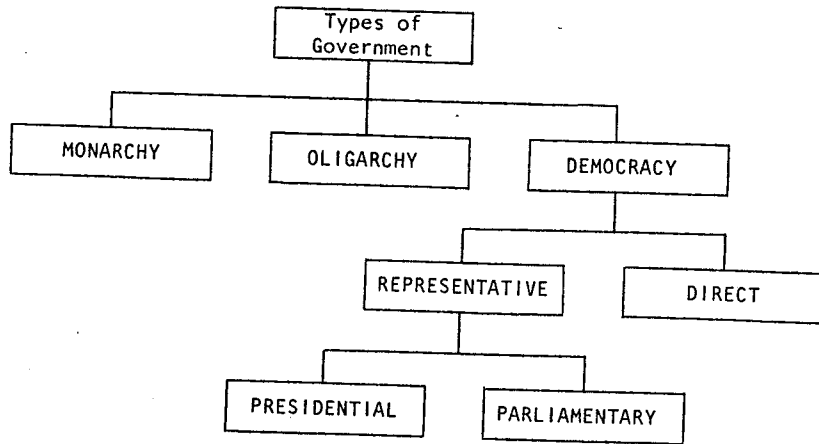 Types of
Government
MONARCHY
OLIGARCHY
DEMOCRACY
REPRESENTATIVE
DIRECT
PRESIDENTIAL
PARLIAMENTARY